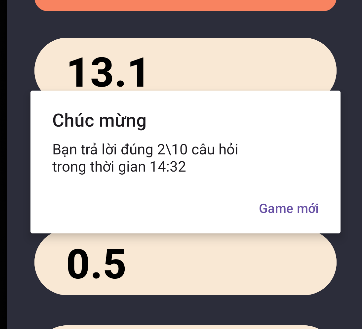 13.1
Chúc mừng
Bạn trả lời đúng 2\10 câu hỏi
trong thời gian 14:32
Game mới
0.5